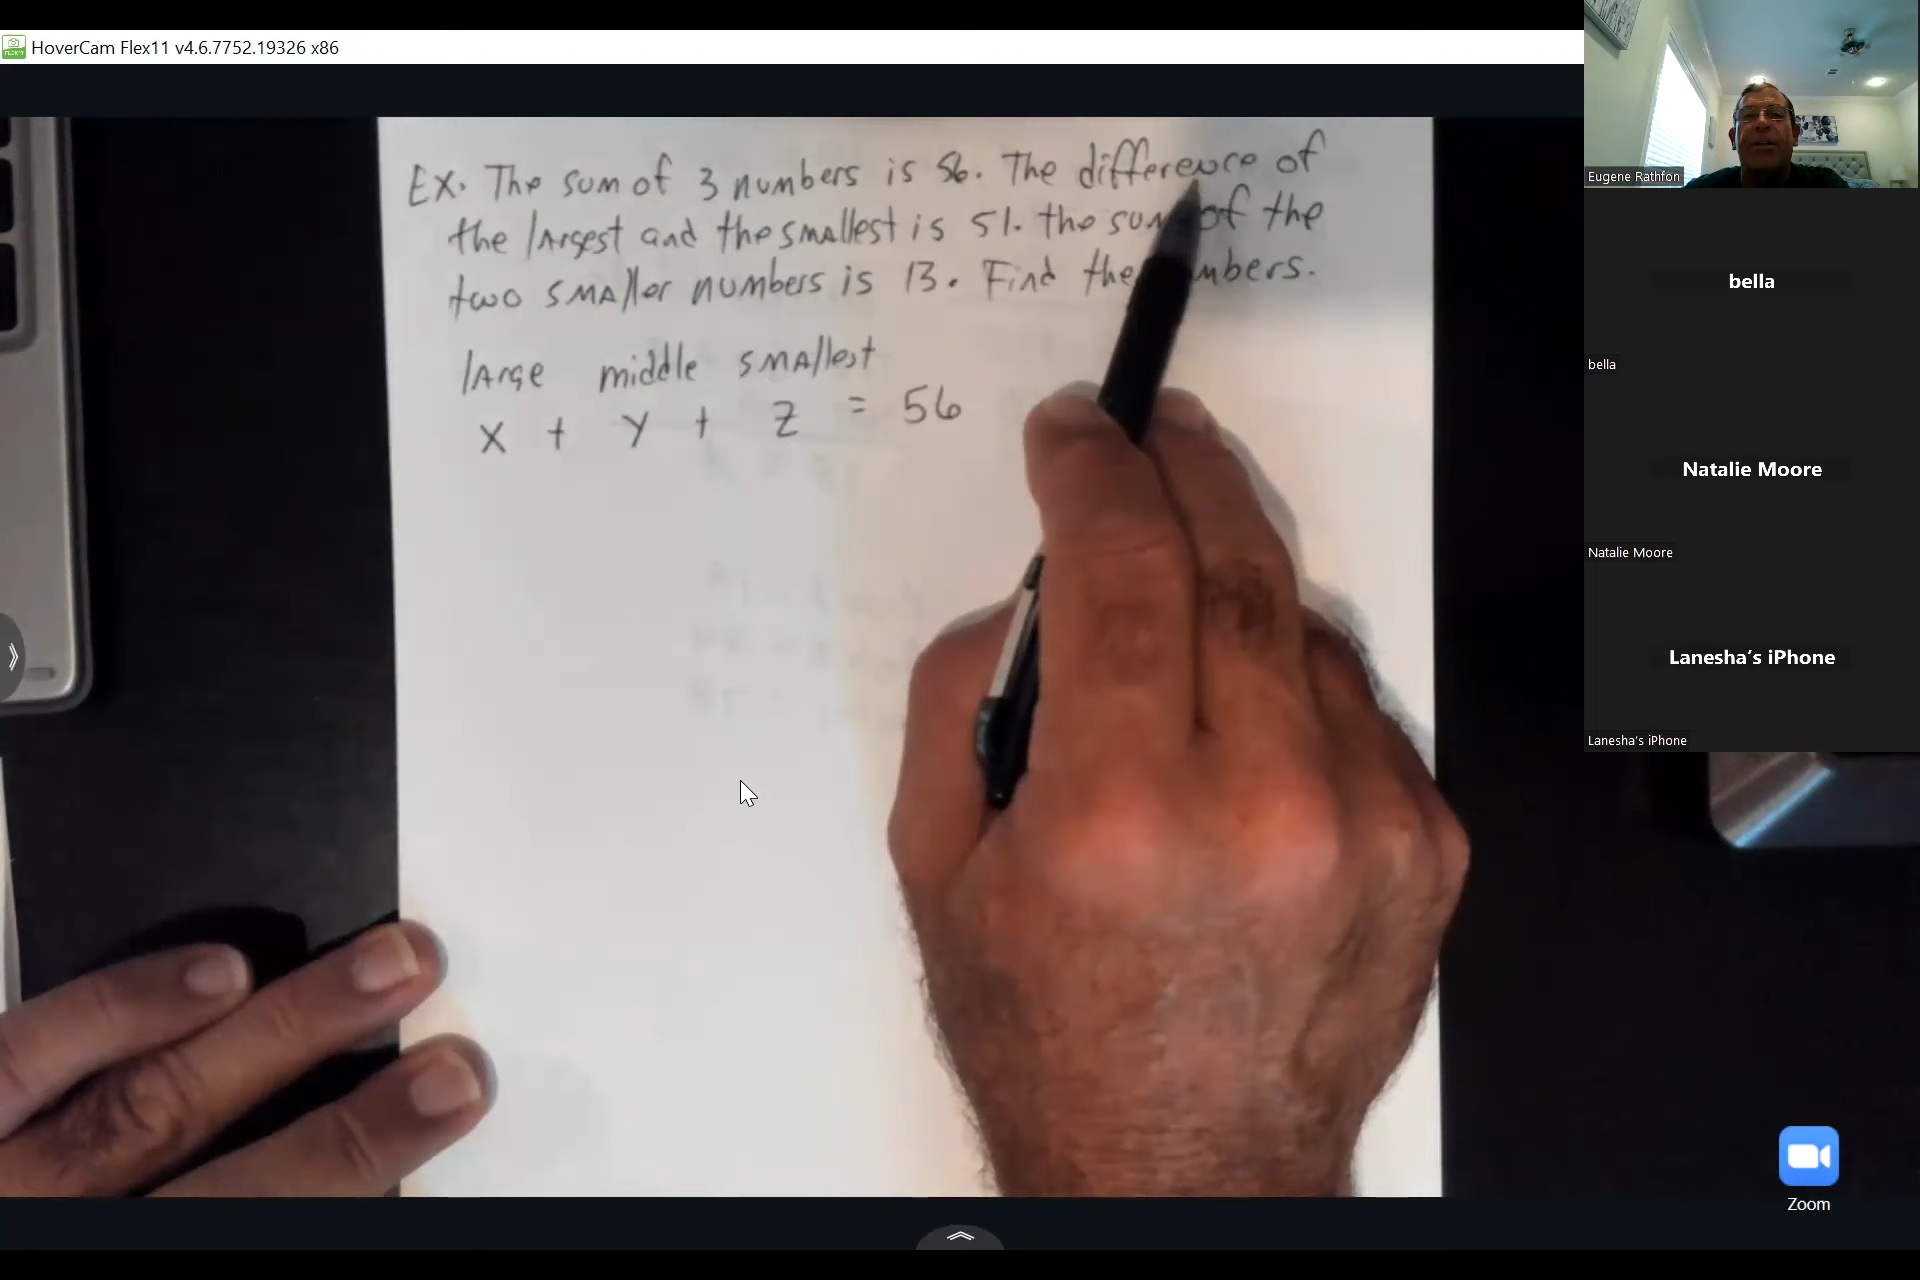 HoverCam Flex11 v4.6.7752.19326 x86
Ex. The sum of 3 numbers is 56. The difference of
the largest and the smallest is 51. the sum of the
two smaller numbers is 13. Find the numbers.
large middle smallest
x + y + z = 56
Eugene Rathfon
bella
bella
Natalie Moore
Natalie Moore
Lanesha's iPhone
Lanesha's iPhone
Zoom